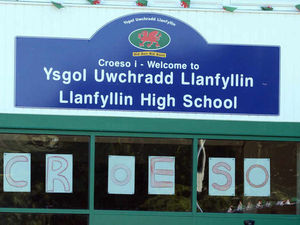 Ysgol Uwchradd Llanfyllin
Croeso i - Welcome to
Ysgol Uwchradd Llanfyllin
Llanfyllin High School
CROESO